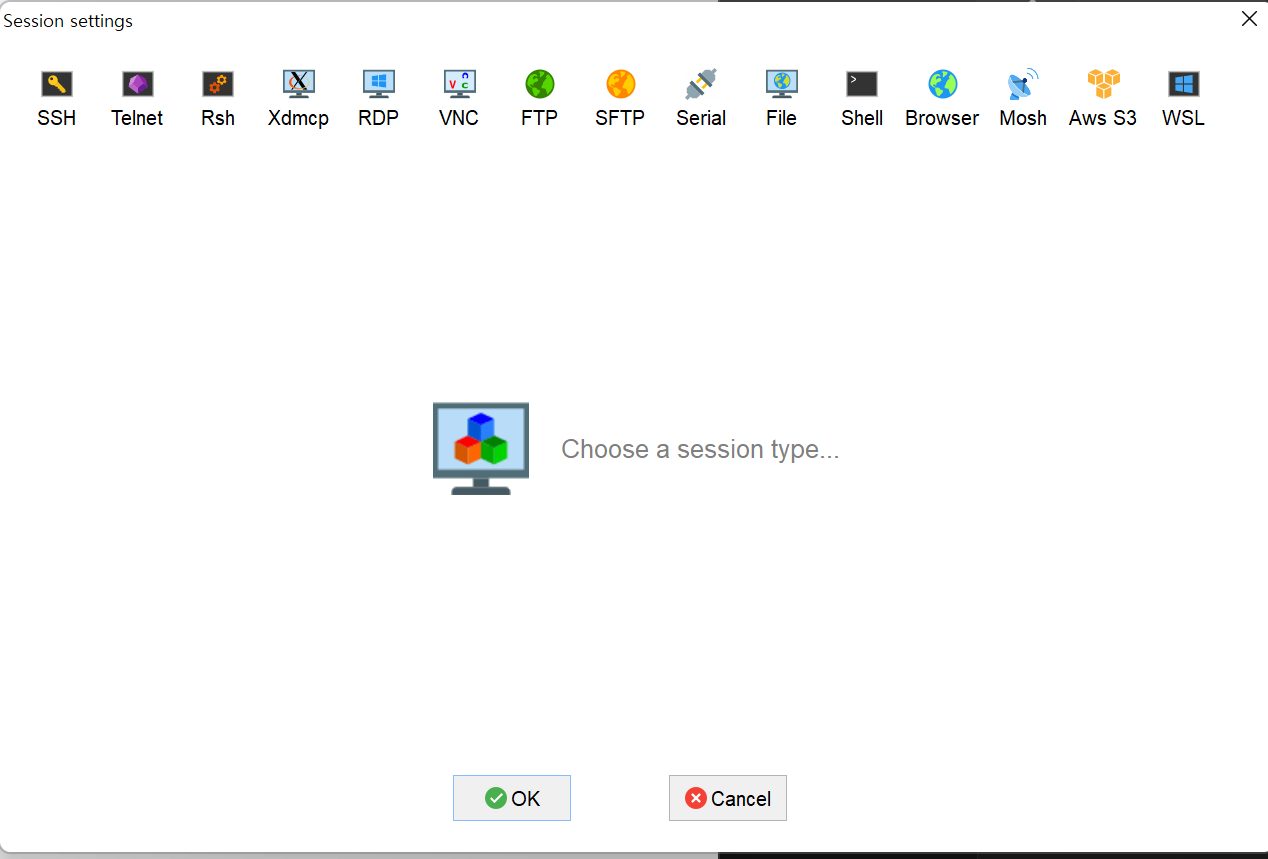 Session settings
SSH Telnet Rsh Xdmcp RDP VNC FTP SFTP Serial File Shell Browser Mosh Aws S3 WSL
Choose a session type...
OK Cancel